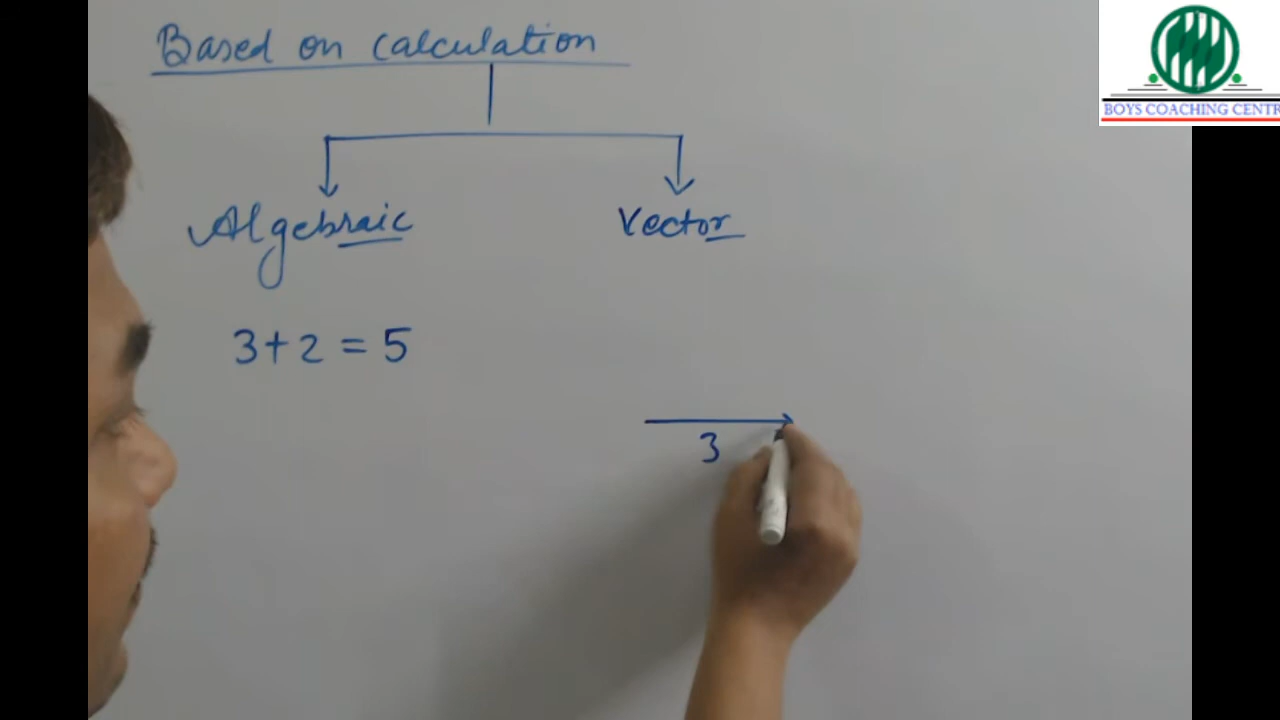 Based on calculation
Algebraic
Vector
3+2=5
3
BOYS COACHING CENTR